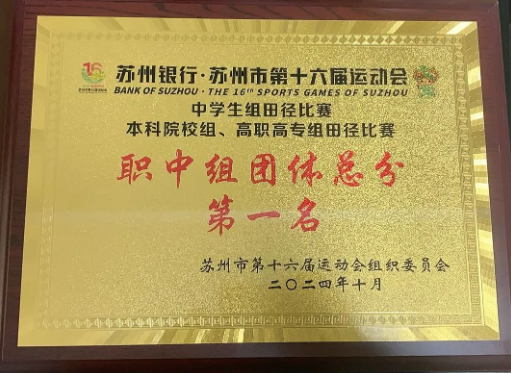 苏州银行·苏州市第十六届运动会
BANK OF SUZHOU · THE 16th SPORTS GAMES OF SUZHOU
中学生组田径比赛
本科院校组、高职高专组田径比赛
职中组团体总分
第一名
苏州市第十六届运动会组织委员会
二〇二四年十月